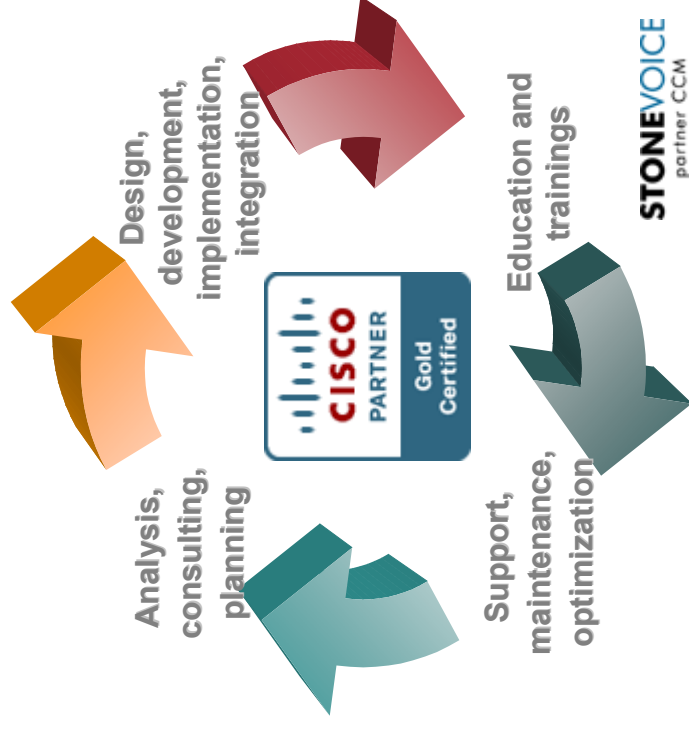 Analysis,
consulting,
planning
Design,
development,
implementation,
integration
CISCO
PARTNER
Gold
Certified
Support,
maintenance,
optimization
Education and
trainings
STONEVOICE
partner CCM